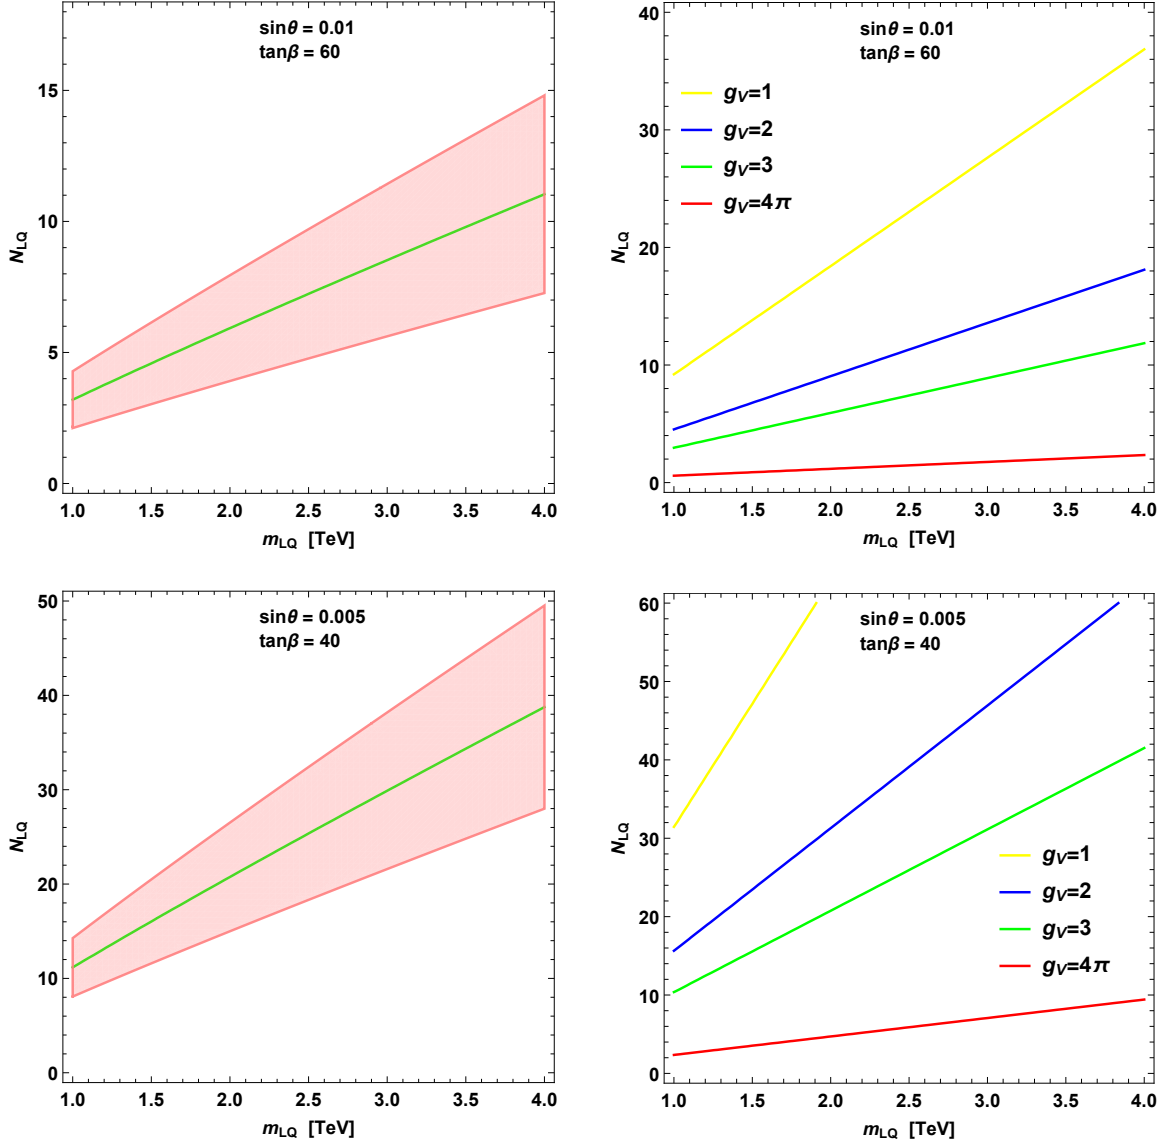 sinθ = 0.01
tanβ = 60
15
10
5
0
N_LQ
1.0 1.5 2.0 2.5 3.0 3.5 4.0
m_LQ [TeV]
sinθ = 0.01
tanβ = 60
g_V=1
g_V=2
g_V=3
g_V=4π
40
30
20
10
0
N_LQ
1.0 1.5 2.0 2.5 3.0 3.5 4.0
m_LQ [TeV]
sinθ = 0.005
tanβ = 40
50
40
30
20
10
0
N_LQ
1.0 1.5 2.0 2.5 3.0 3.5 4.0
m_LQ [TeV]
sinθ = 0.005
tanβ = 40
60
50
40
30
20
10
0
N_LQ
g_V=1
g_V=2
g_V=3
g_V=4π
1.0 1.5 2.0 2.5 3.0 3.5 4.0
m_LQ [TeV]